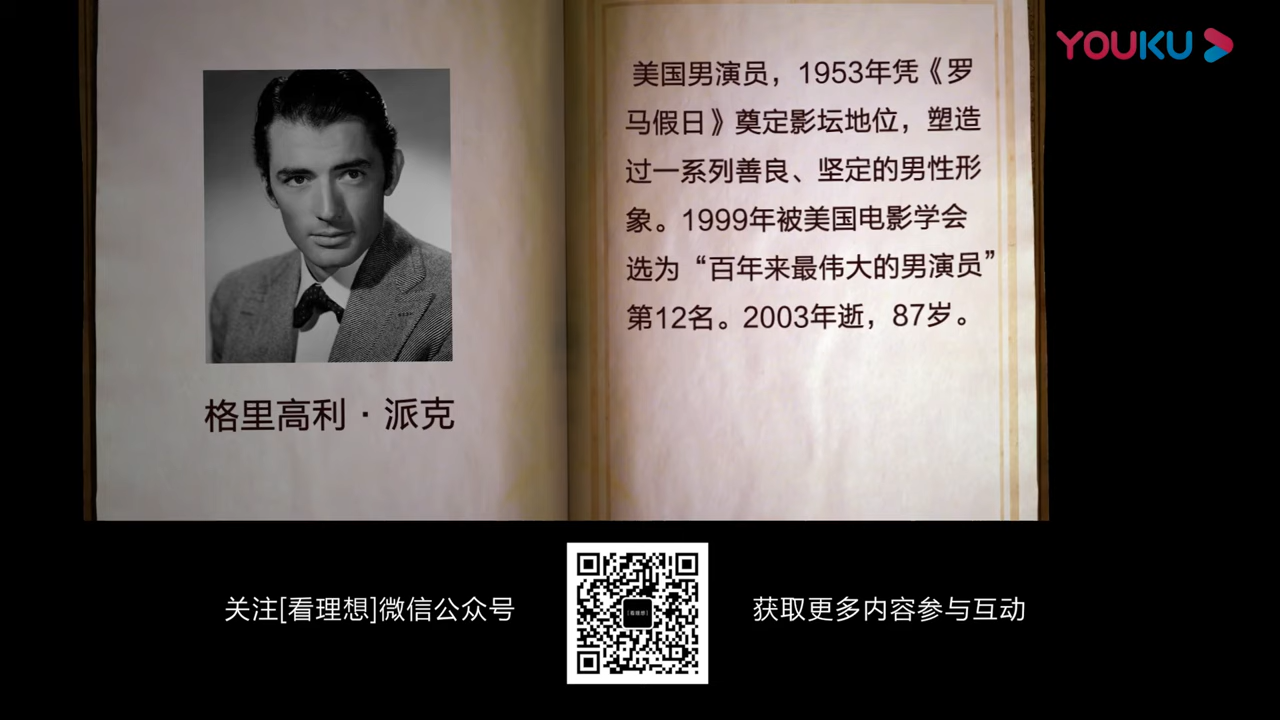 YOUKU
美国男演员，1953年凭《罗
马假日》奠定影坛地位，塑造
过一系列善良、坚定的男性形
象。1999年被美国电影学会
选为“百年来最伟大的男演员”
第12名。2003年逝，87岁。
格里高利·派克
关注[看理想]微信公众号
[看理想]
获取更多内容参与互动